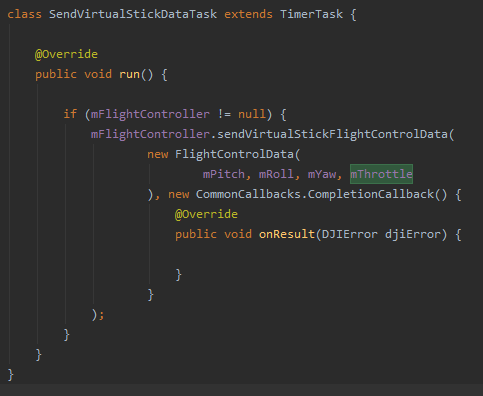 class SendVirtualStickDataTask extends TimerTask {
@Override
public void run() {
if (mFlightController != null) {
mFlightController.sendVirtualStickFlightControlData(
new FlightControlData(
mPitch, mRoll, mYaw, mThrottle
), new CommonCallbacks.CompletionCallback() {
@Override
public void onResult(DJIError djiError) {
}
}
);
}
}
}